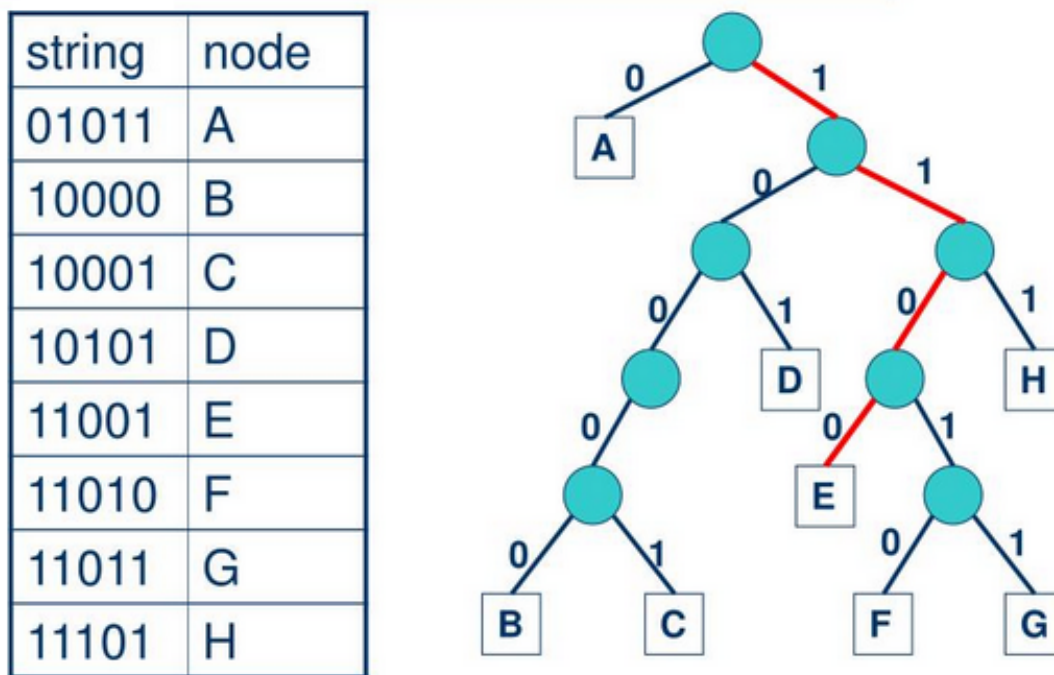 string node
01011 A
10000 B
10001 C
10101 D
11001 E
11010 F
11011 G
11101 H
0 1
A
0 1
0 1 0 1
D H
0 0 1
E
0 1 0 1
B C F G